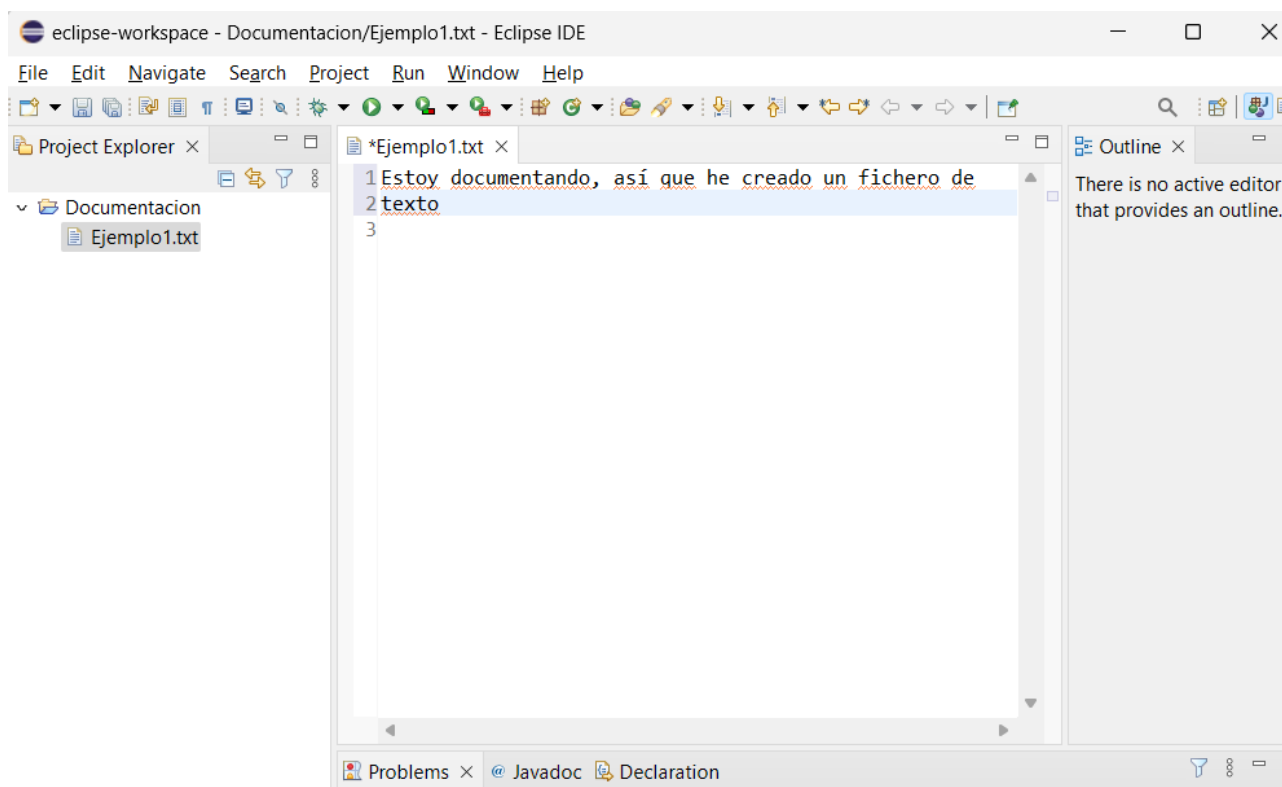 eclipse-workspace - Documentacion/Ejemplo1.txt - Eclipse IDE
File Edit Navigate Search Project Run Window Help
Project Explorer
Documentacion
Ejemplo1.txt
*Ejemplo1.txt
1 Estoy documentando, así que he creado un fichero de
2 texto
3
Outline
There is no active editor
that provides an outline.
Problems @ Javadoc Declaration